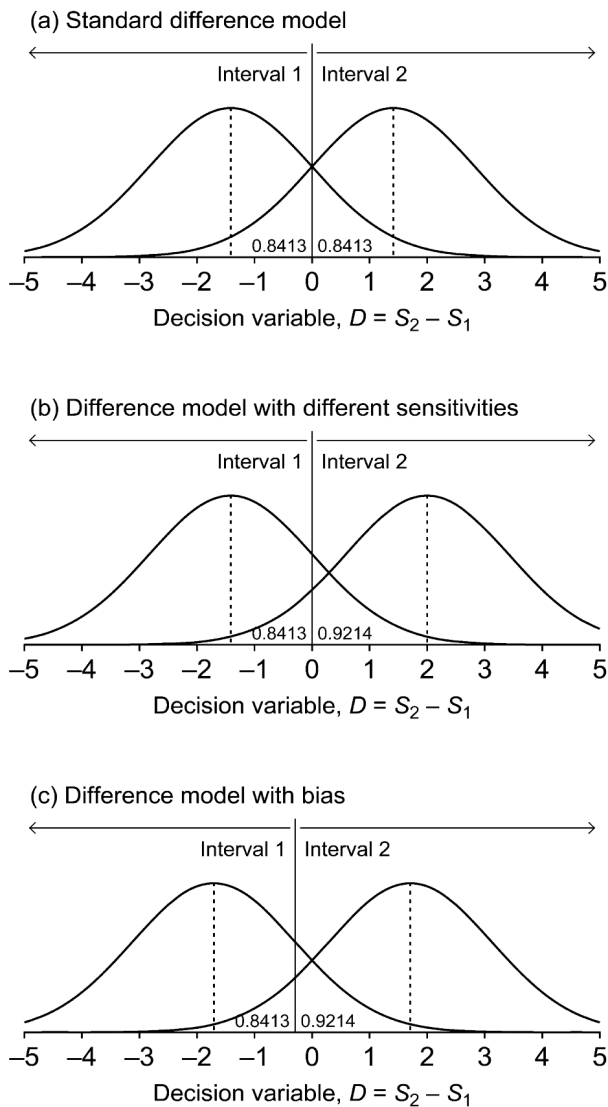 (a) Standard difference model
Interval 1 Interval 2
0.8413 0.8413
–5 –4 –3 –2 –1 0 1 2 3 4 5
Decision variable, D = S₂ – S₁
(b) Difference model with different sensitivities
Interval 1 Interval 2
0.8413 0.9214
–5 –4 –3 –2 –1 0 1 2 3 4 5
Decision variable, D = S₂ – S₁
(c) Difference model with bias
Interval 1 Interval 2
0.8413 0.9214
–5 –4 –3 –2 –1 0 1 2 3 4 5
Decision variable, D = S₂ – S₁